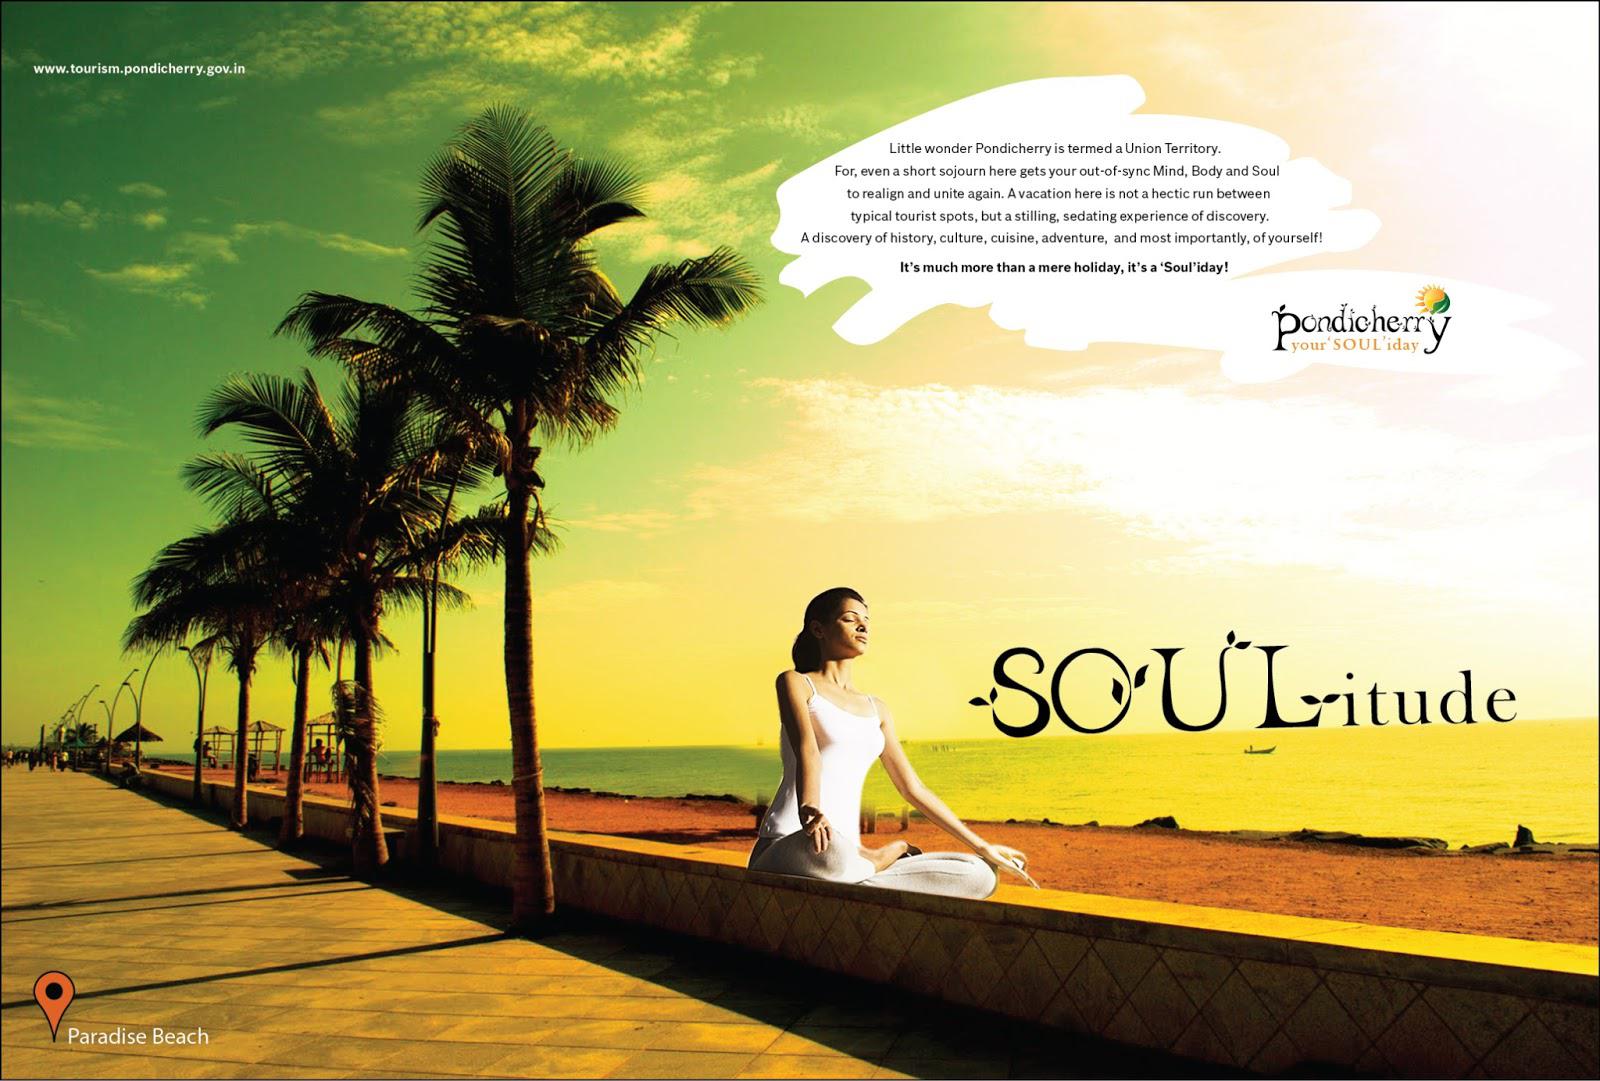 www.tourism.pondicherry.gov.in
Little wonder Pondicherry is termed a Union Territory.
For, even a short sojourn here gets your out-of-sync Mind, Body and Soul
to realign and unite again. A vacation here is not a hectic run between
typical tourist spots, but a stilling, sedating experience of discovery.
A discovery of history, culture, cuisine, adventure, and most importantly, of yourself!
It's much more than a mere holiday, it's a ‘Soul’iday!
Pondicherry
your‘SOUL’iday
SOULitude
Paradise Beach